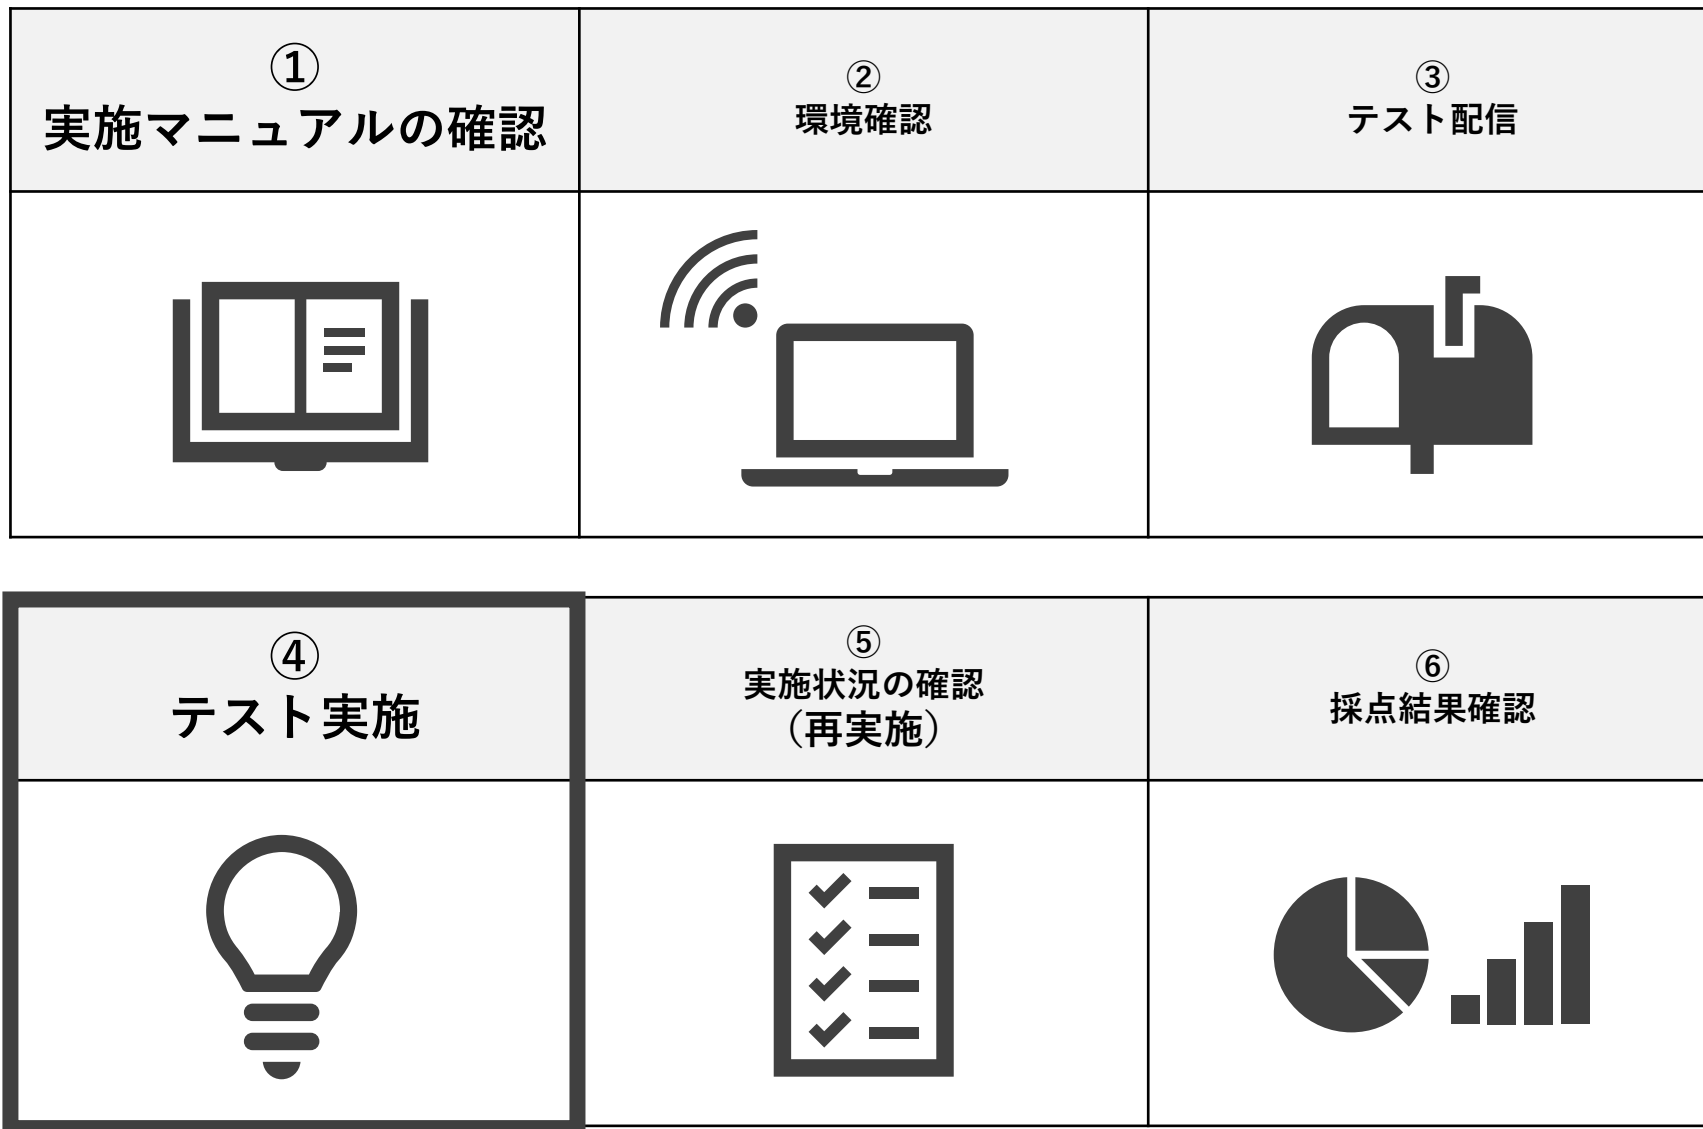 ①
実施マニュアルの確認
②
環境確認
③
テスト配信
④
テスト実施
⑤
実施状況の確認
（再実施）
⑥
採点結果確認